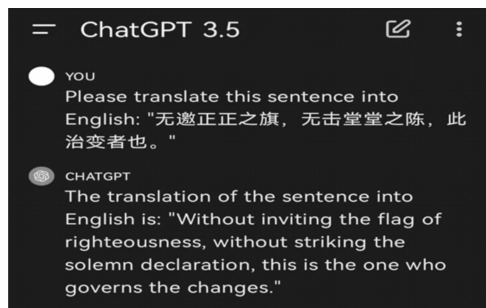 ChatGPT 3.5
YOU
Please translate this sentence into
English: "无邀正正之旗，无击堂堂之陈，此
治变者也。"
CHATGPT
The translation of the sentence into
English is: "Without inviting the flag of
righteousness, without striking the
solemn declaration, this is the one who
governs the changes."